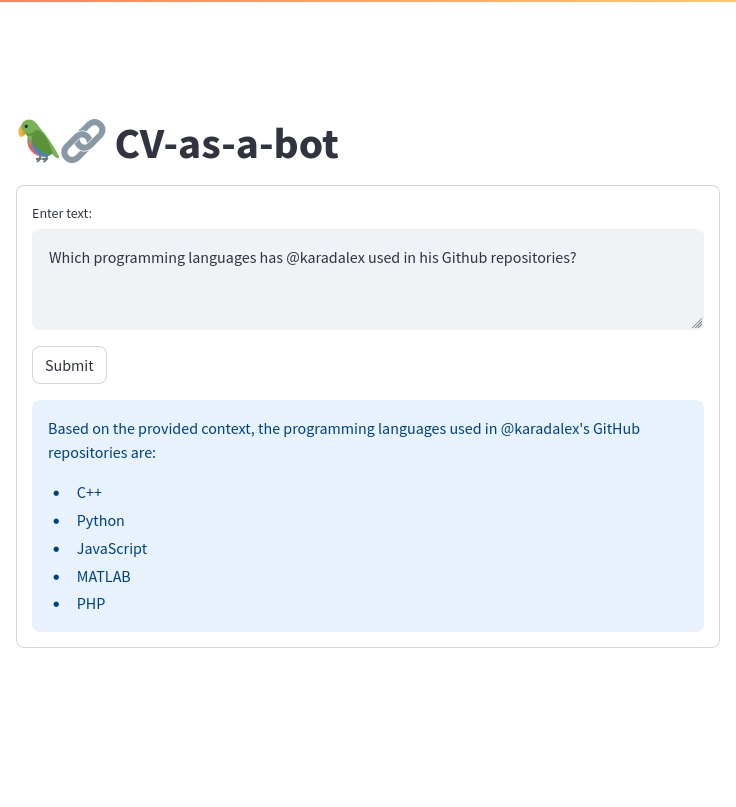 🦜🔗 CV-as-a-bot
Enter text:
Which programming languages has @karadalex used in his Github repositories?
Submit
Based on the provided context, the programming languages used in @karadalex's GitHub
repositories are:
• C++
• Python
• JavaScript
• MATLAB
• PHP